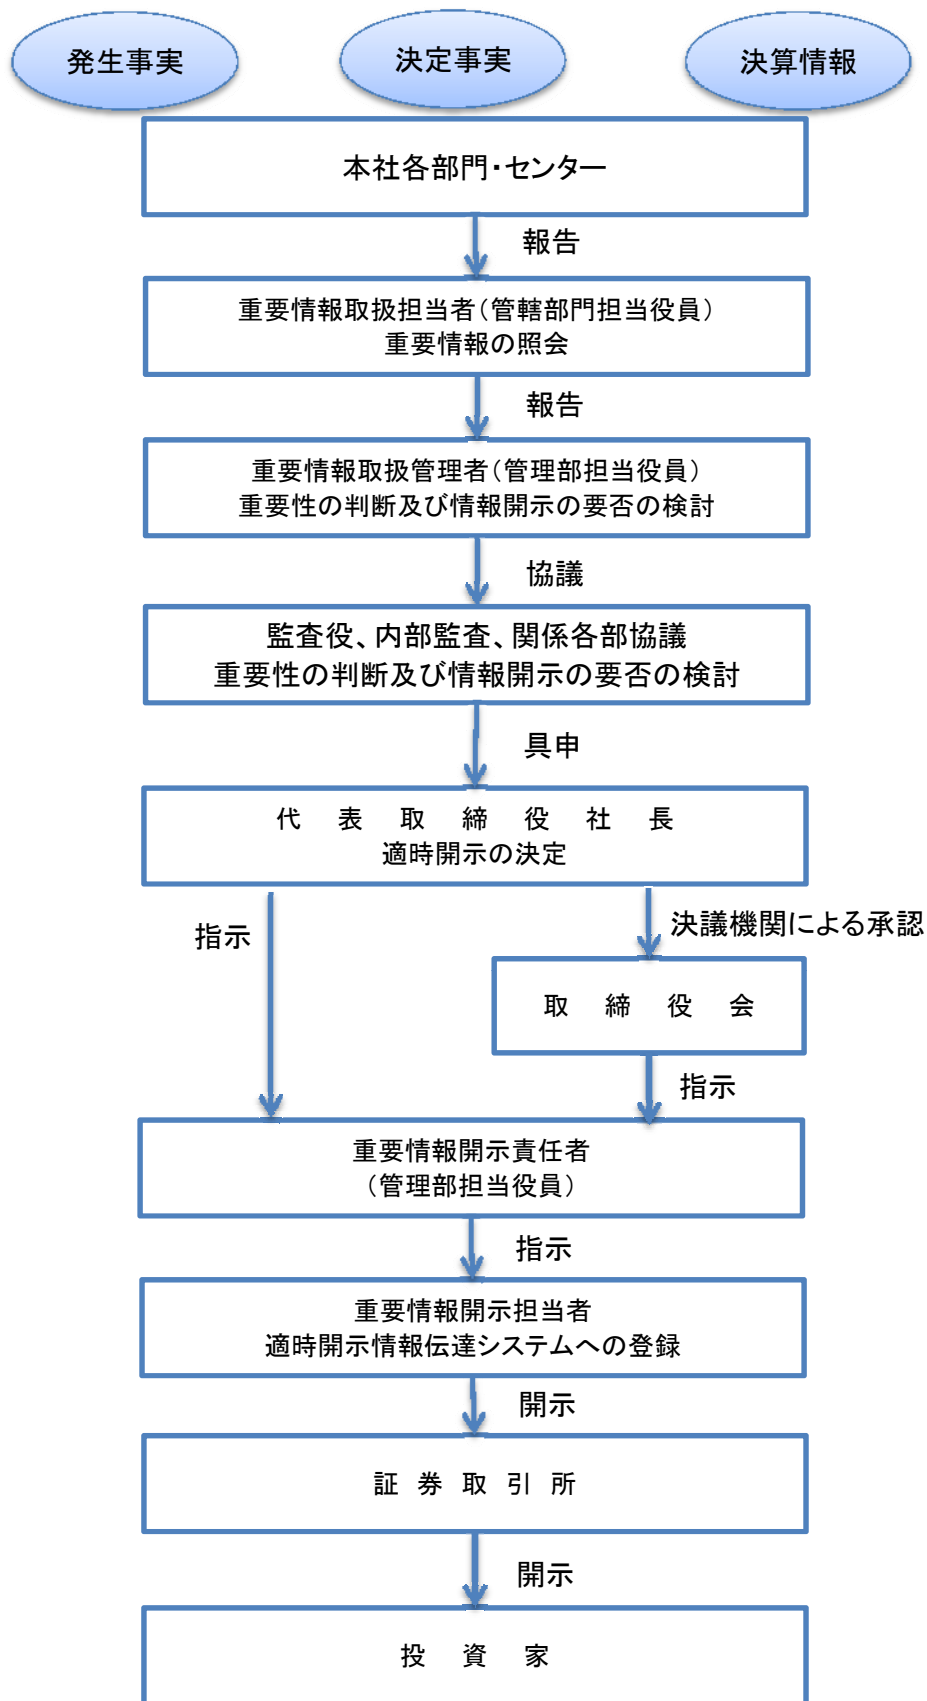 発生事実
決定事実
決算情報
本社各部門・センター
報告
重要情報取扱担当者(管轄部門担当役員)
重要情報の照会
報告
重要情報取扱管理者(管理部担当役員)
重要性の判断及び情報開示の要否の検討
協議
監査役、内部監査、関係各部協議
重要性の判断及び情報開示の要否の検討
具申
代 表 取 締 役 社 長
適時開示の決定
指示
決議機関による承認
取 締 役 会
指示
重要情報開示責任者
(管理部担当役員)
指示
重要情報開示担当者
適時開示情報伝達システムへの登録
開示
証 券 取 引 所
開示
投 資 家